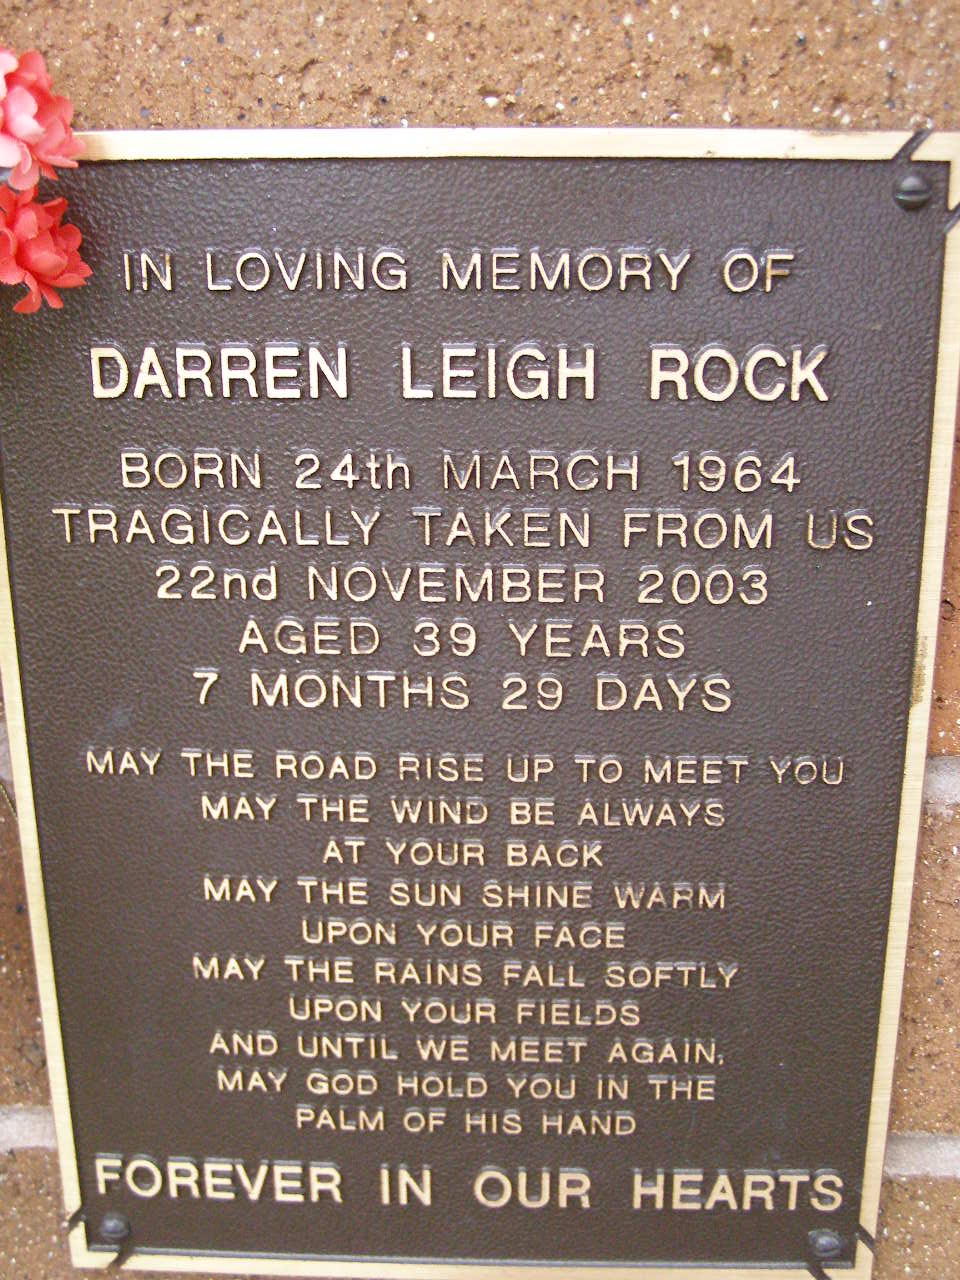 IN LOVING MEMORY OF
DARREN LEIGH ROCK
BORN 24th MARCH 1964
TRAGICALLY TAKEN FROM US
22nd NOVEMBER 2003
AGED 39 YEARS
7 MONTHS 29 DAYS
MAY THE ROAD RISE UP TO MEET YOU
MAY THE WIND BE ALWAYS
AT YOUR BACK
MAY THE SUN SHINE WARM
UPON YOUR FACE
MAY THE RAINS FALL SOFTLY
UPON YOUR FIELDS
AND UNTIL WE MEET AGAIN,
MAY GOD HOLD YOU IN THE
PALM OF HIS HAND
FOREVER IN OUR HEARTS